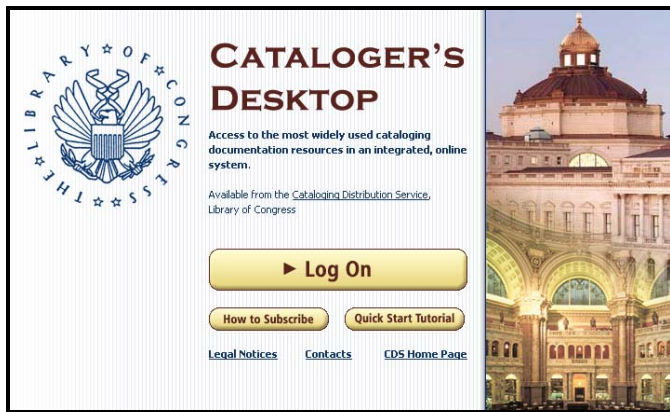 THE LIBRARY OF CONGRESS
CATALOGER'S
DESKTOP
Access to the most widely used cataloging
documentation resources in an integrated, online
system.
Available from the Cataloging Distribution Service,
Library of Congress
Log On
How to Subscribe Quick Start Tutorial
Legal Notices Contacts CDS Home Page